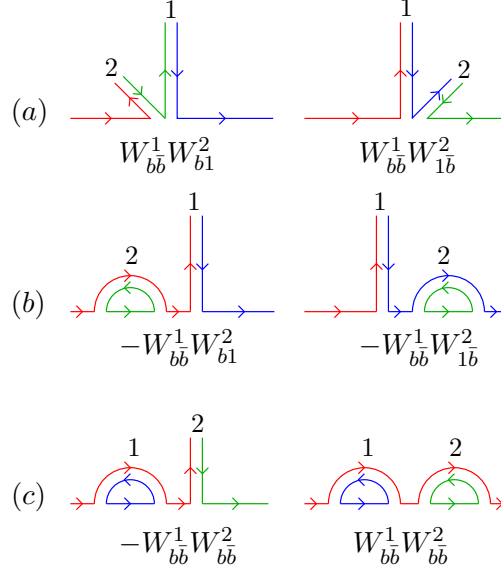 1 1
2 2
(a)
$W^1_{b\bar{b}} W^2_{b1}$ $W^1_{b\bar{b}} W^2_{1\bar{b}}$
1 1
2 2
(b)
$-W^1_{b\bar{b}} W^2_{b1}$ $-W^1_{b\bar{b}} W^2_{1\bar{b}}$
1 2 1 2
(c)
$-W^1_{b\bar{b}} W^2_{b\bar{b}}$ $W^1_{b\bar{b}} W^2_{b\bar{b}}$